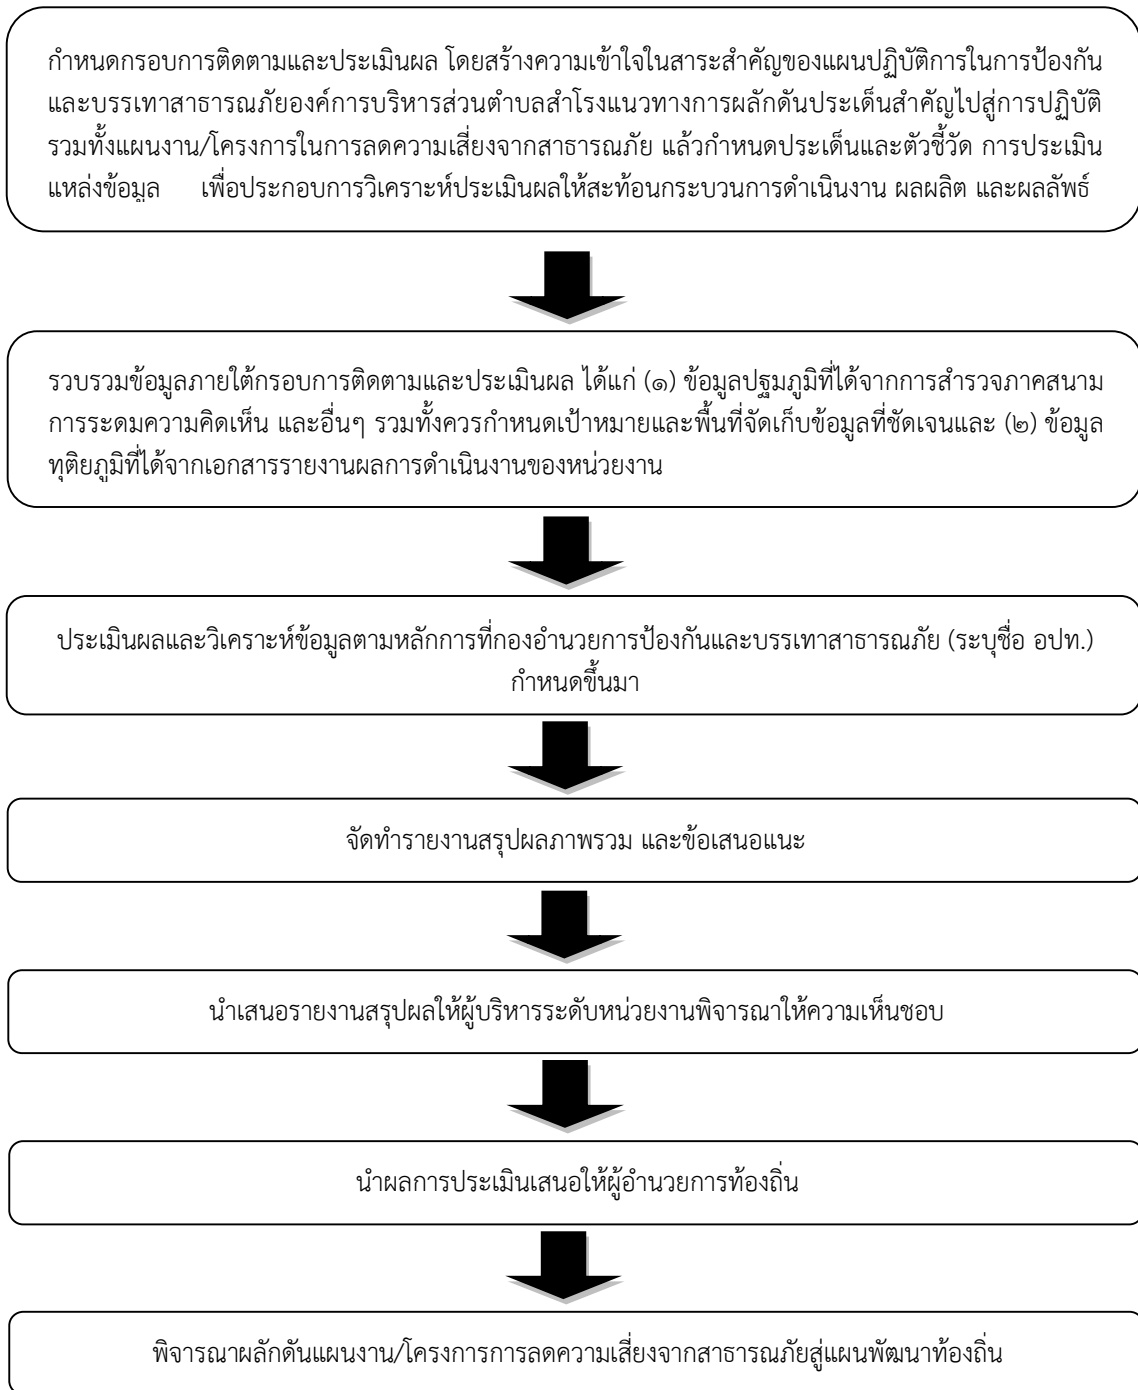 กำหนดกรอบการติดตามและประเมินผล โดยสร้างความเข้าใจในสาระสำคัญของแผนปฏิบัติการในการป้องกัน
และบรรเทาสาธารณภัยองค์การบริหารส่วนตำบลสำโรงแนวทางการผลักดันประเด็นสำคัญไปสู่การปฏิบัติ
รวมทั้งแผนงาน/โครงการในการลดความเสี่ยงจากสาธารณภัย แล้วกำหนดประเด็นและตัวชี้วัด การประเมิน
แหล่งข้อมูล เพื่อประกอบการวิเคราะห์ประเมินผลให้สะท้อนกระบวนการดำเนินงาน ผลผลิต และผลลัพธ์
รวบรวมข้อมูลภายใต้กรอบการติดตามและประเมินผล ได้แก่ (๑) ข้อมูลปฐมภูมิที่ได้จากการสำรวจภาคสนาม
การระดมความคิดเห็น และอื่นๆ รวมทั้งควรกำหนดเป้าหมายและพื้นที่จัดเก็บข้อมูลที่ชัดเจนและ (๒) ข้อมูล
ทุติยภูมิที่ได้จากเอกสารรายงานผลการดำเนินงานของหน่วยงาน
ประเมินผลและวิเคราะห์ข้อมูลตามหลักการที่กองอำนวยการป้องกันและบรรเทาสาธารณภัย (ระบุชื่อ อปท.)
กำหนดขึ้นมา
จัดทำรายงานสรุปผลภาพรวม และข้อเสนอแนะ
นำเสนอรายงานสรุปผลให้ผู้บริหารระดับหน่วยงานพิจารณาให้ความเห็นชอบ
นำผลการประเมินเสนอให้ผู้อำนวยการท้องถิ่น
พิจารณาผลักดันแผนงาน/โครงการการลดความเสี่ยงจากสาธารณภัยสู่แผนพัฒนาท้องถิ่น